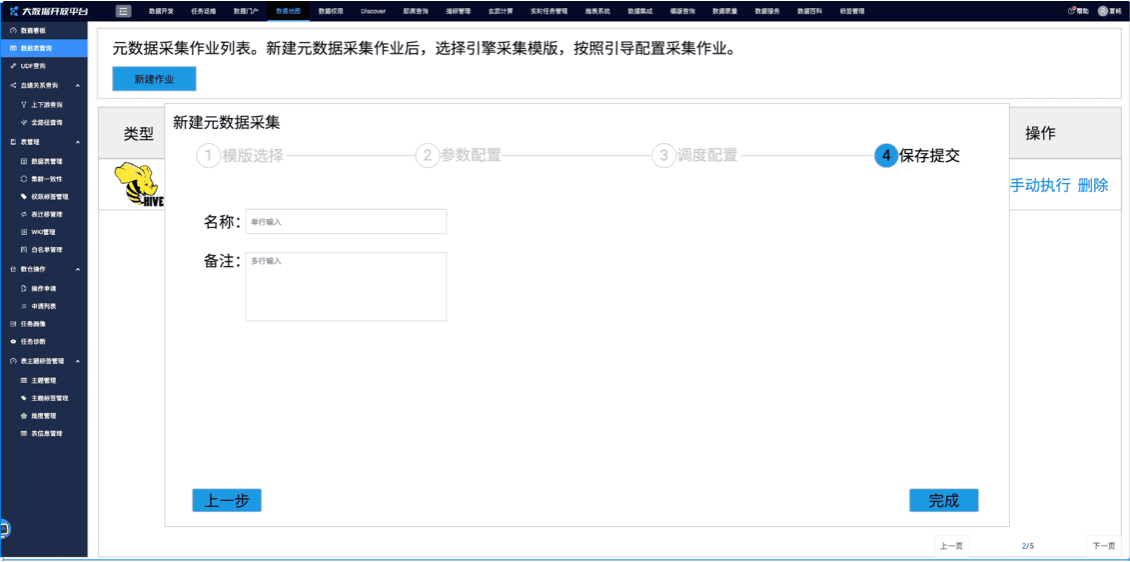 大数据开放平台
数据开发 任务运维 数据门户 数据地图 数据权限 Discover 即席查询 指标管理 主题计算 实时任务管理 推表系统 数据集成 模版查询 数据质量 数据服务 数据百科 标签管理
帮助
数据看板
数据表查询
UDF查询
血缘关系查询
上下游查询
全路径查询
表管理
数据表管理
集群一致性
权限标签管理
表迁移管理
WIKI管理
白名单管理
数仓操作
操作申请
申请列表
任务画像
任务诊断
表主题标签管理
主题管理
主题标签管理
维度管理
表信息管理
元数据采集作业列表。新建元数据采集作业后，选择引擎采集模版，按照引导配置采集作业。
新建作业
类型
操作
HIVE
手动执行 删除
新建元数据采集
1 模版选择
2 参数配置
3 调度配置
4 保存提交
名称： 单行输入
备注： 多行输入
上一步
完成
上一页 2/5 下一页